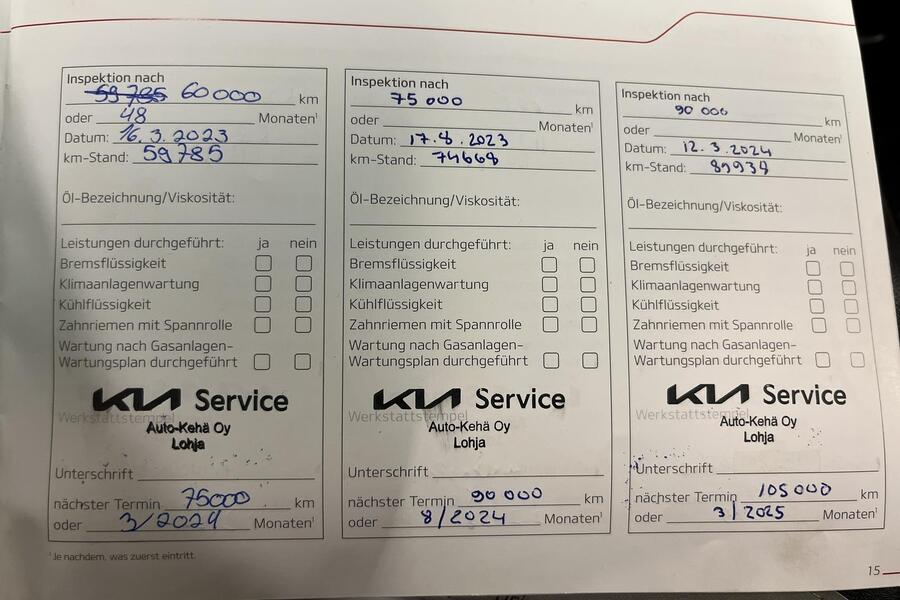 Inspektion nach
59 785 60 000 km
oder 48 Monaten¹
Datum: 16.3.2023
km-Stand: 59785
Öl-Bezeichnung/Viskosität:
Leistungen durchgeführt: ja nein
Bremsflüssigkeit
Klimaanlagenwartung
Kühlflüssigkeit
Zahnriemen mit Spannrolle
Wartung nach Gasanlagen-
Wartungsplan durchgeführt
KIA Service
Werkstattstempel
Auto-Kehä Oy
Lohja
Unterschrift
nächster Termin 75000 km
oder 3/2024 Monaten¹
¹Je nachdem, was zuerst eintritt.
Inspektion nach
75 000 km
oder Monaten¹
Datum: 17.8.2023
km-Stand: 74668
Öl-Bezeichnung/Viskosität:
Leistungen durchgeführt: ja nein
Bremsflüssigkeit
Klimaanlagenwartung
Kühlflüssigkeit
Zahnriemen mit Spannrolle
Wartung nach Gasanlagen-
Wartungsplan durchgeführt
KIA Service
Werkstattstempel
Auto-Kehä Oy
Lohja
Unterschrift
nächster Termin 90 000 km
oder 8/2024 Monaten¹
Inspektion nach
90 000 km
oder Monaten¹
Datum: 12.3.2024
km-Stand:
Öl-Bezeichnung/Viskosität:
Leistungen durchgeführt: ja nein
Bremsflüssigkeit
Klimaanlagenwartung
Kühlflüssigkeit
Zahnriemen mit Spannrolle
Wartung nach Gasanlagen-
Wartungsplan durchgeführt
KIA Service
Werkstattstempel
Auto-Kehä Oy
Lohja
Unterschrift
nächster Termin 105 000 km
oder 3/2025 Monaten¹
15